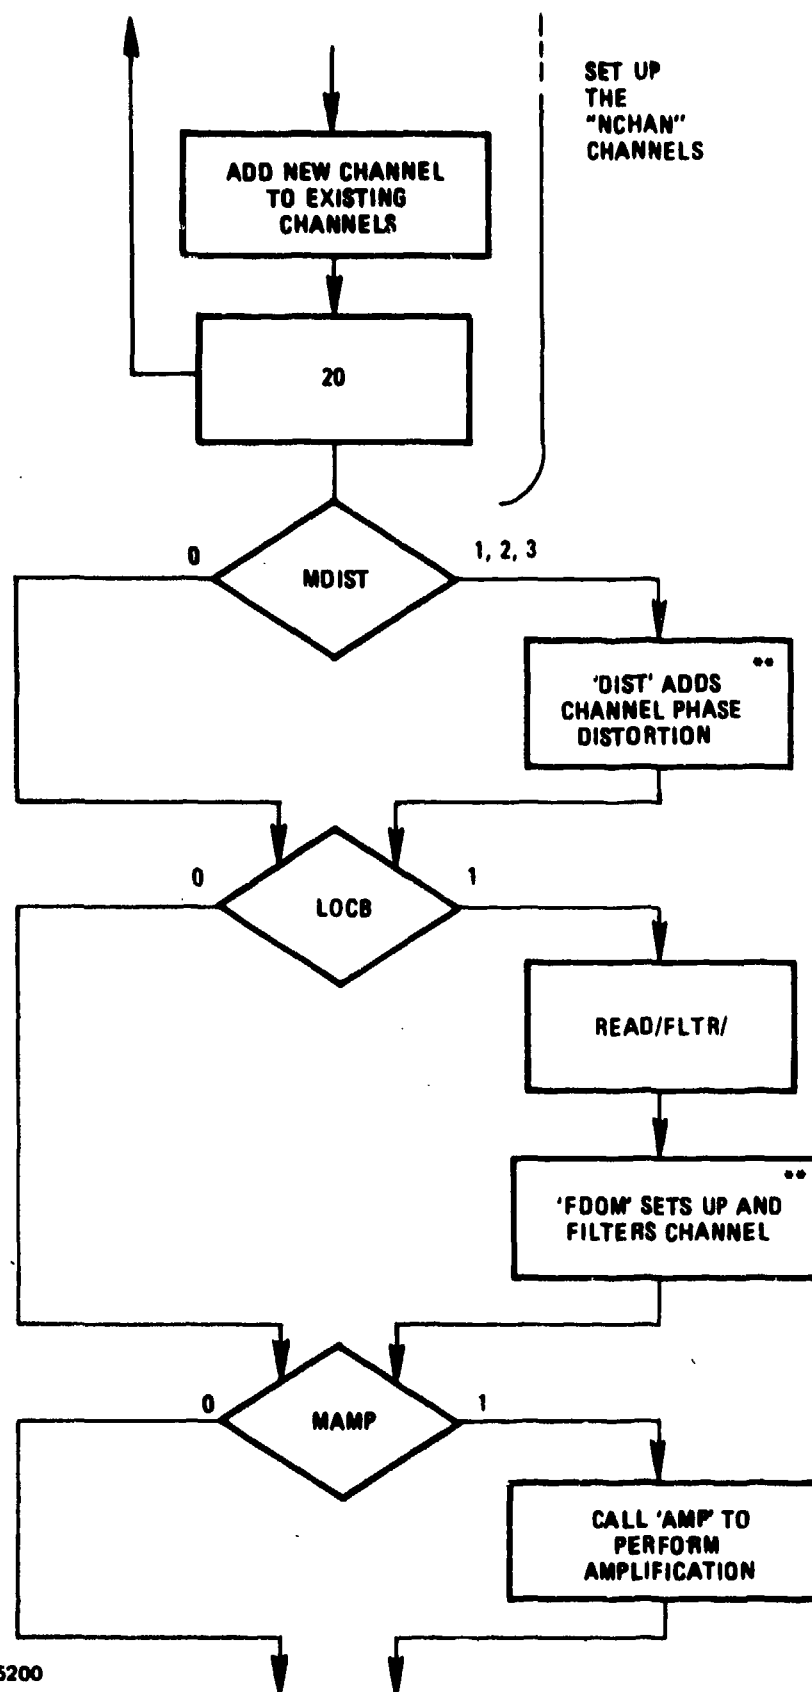 SET UP
THE
"NCHAN"
CHANNELS
ADD NEW CHANNEL
TO EXISTING
CHANNELS
20
0
MDIST
1, 2, 3
**
'DIST' ADDS
CHANNEL PHASE
DISTORTION
0
LOCB
1
READ/FLTR/
**
'FDOM' SETS UP AND
FILTERS CHANNEL
0
MAMP
1
CALL 'AMP' TO
PERFORM
AMPLIFICATION
5200